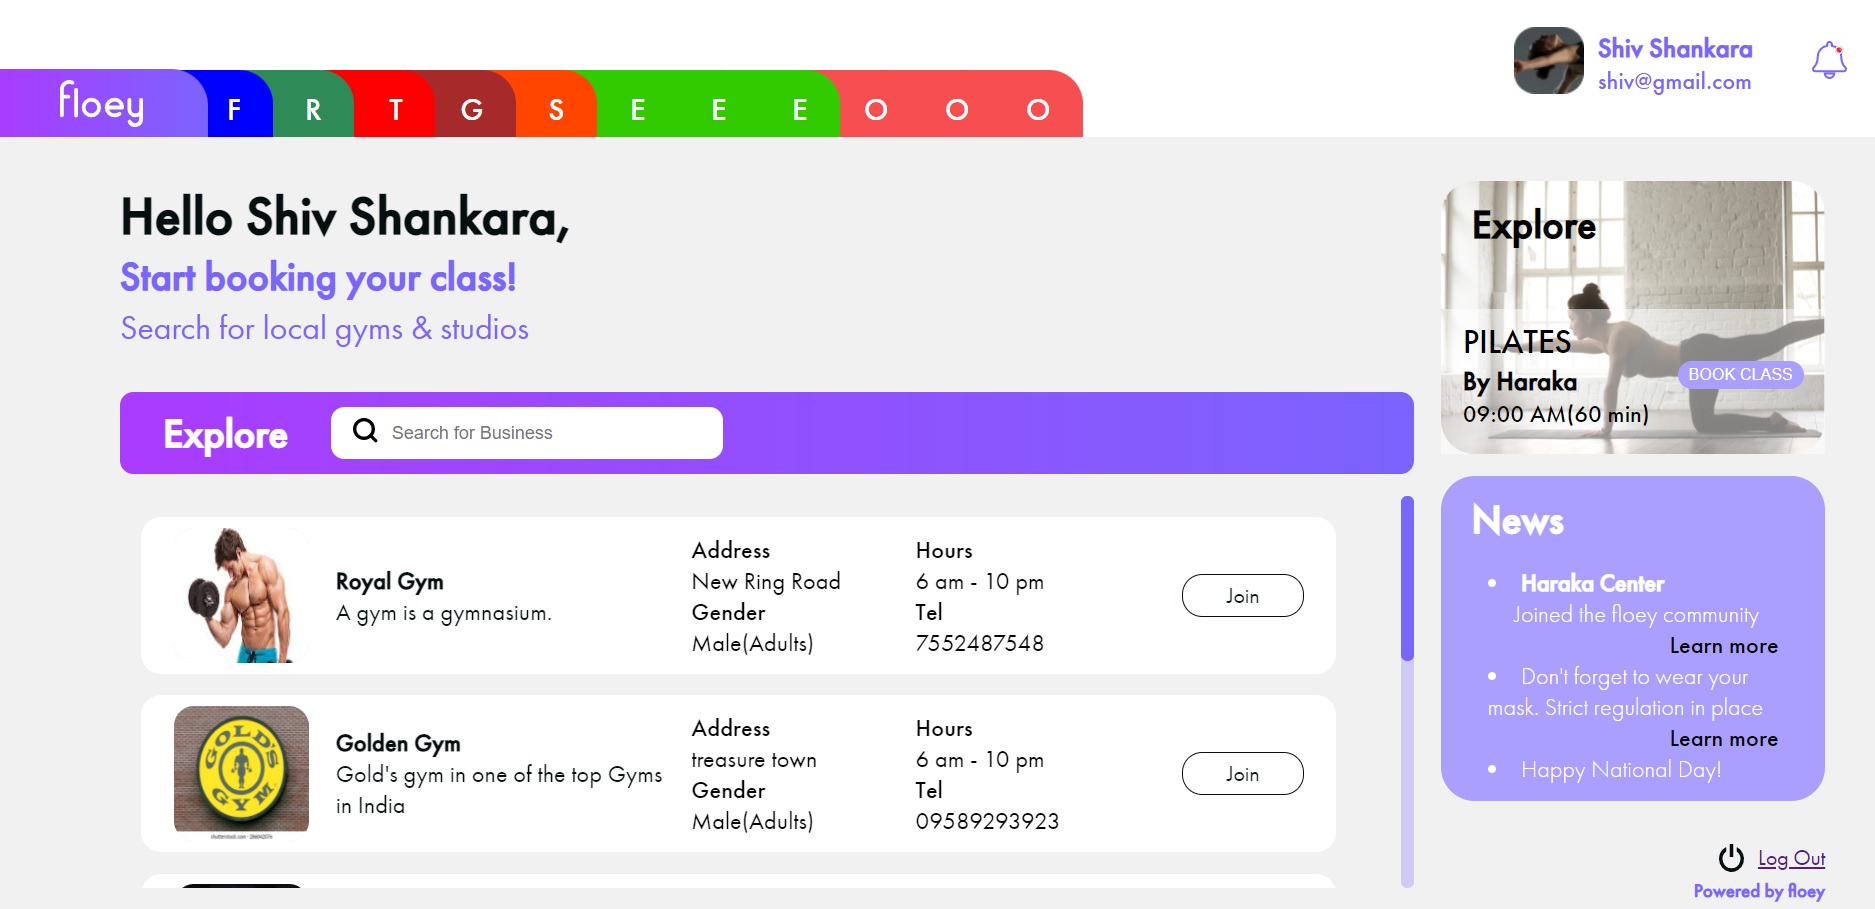 floey F R T G S E E E O O O
Shiv Shankara
shiv@gmail.com
Hello Shiv Shankara,
Start booking your class!
Search for local gyms & studios
Explore
Search for Business
Royal Gym
A gym is a gymnasium.
Address
New Ring Road
Gender
Male(Adults)
Hours
6 am - 10 pm
Tel
7552487548
Join
GOLD'S
GYM
Golden Gym
Gold's gym in one of the top Gyms
in India
Address
treasure town
Gender
Male(Adults)
Hours
6 am - 10 pm
Tel
09589293923
Join
Explore
PILATES
By Haraka
09:00 AM(60 min)
BOOK CLASS
News
• Haraka Center
Joined the floey community
Learn more
• Don't forget to wear your
mask. Strict regulation in place
Learn more
• Happy National Day!
Log Out
Powered by floey